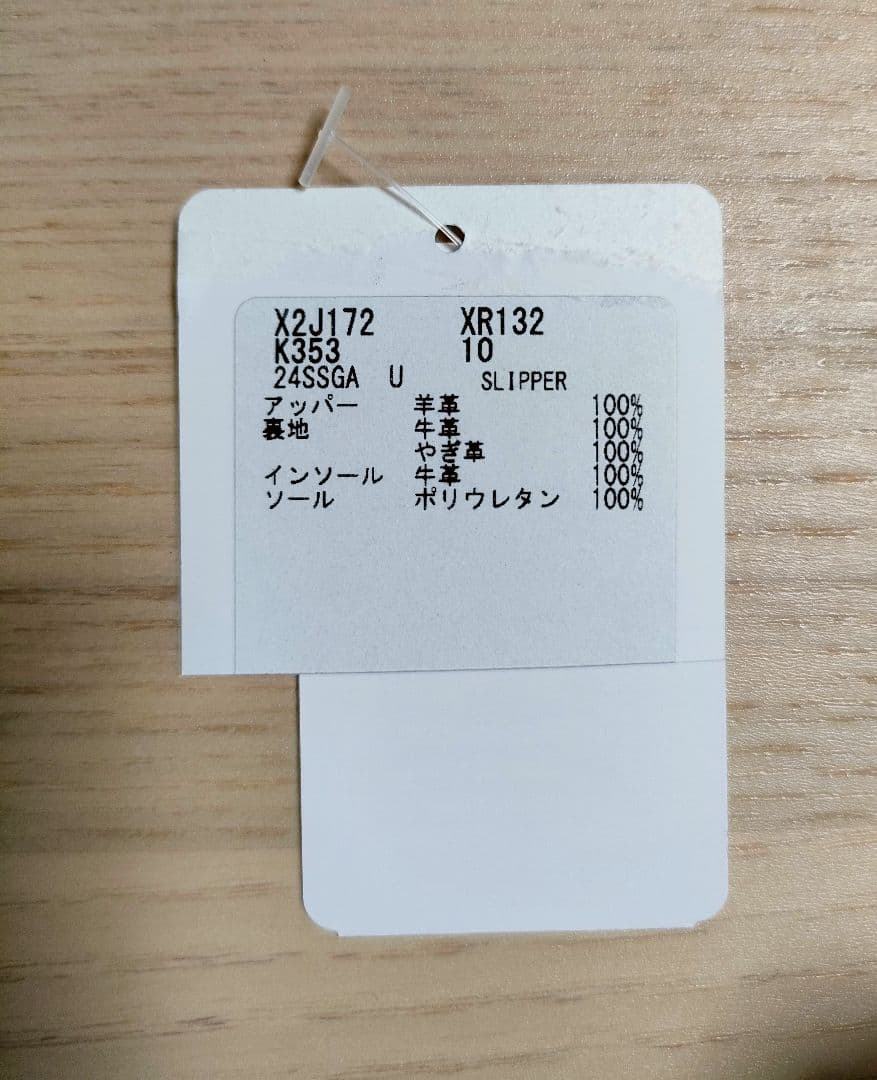 X2J172 XR132
K353 10
24SSGA U SLIPPER
アッパー 羊革 100%
裏地 牛革 100%
やぎ革 100%
インソール 牛革 100%
ソール ポリウレタン 100%